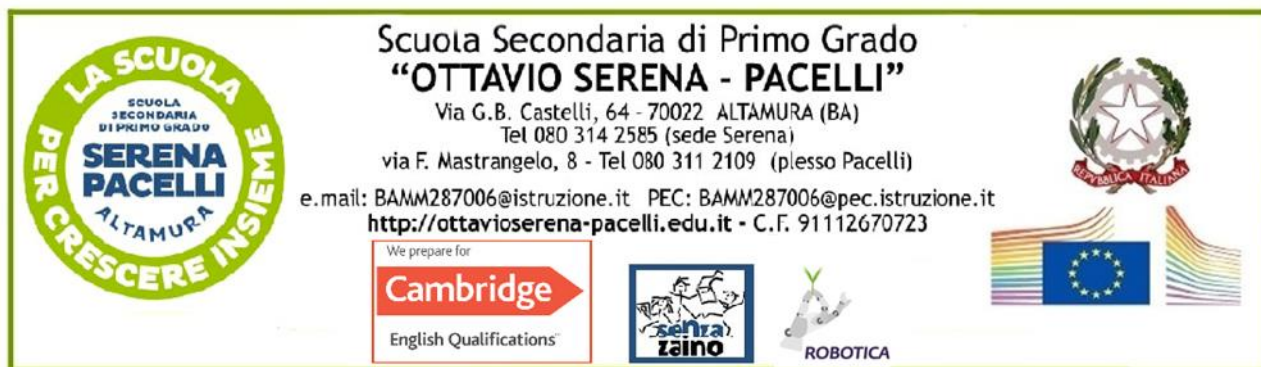 LA SCUOLA
PER CRESCERE INSIEME
SCUOLA
SECONDARIA
DI PRIMO GRADO
SERENA
PACELLI
ALTAMURA
Scuola Secondaria di Primo Grado
“OTTAVIO SERENA - PACELLI”
Via G.B. Castelli, 64 - 70022 ALTAMURA (BA)
Tel 080 314 2585 (sede Serena)
via F. Mastrangelo, 8 - Tel 080 311 2109 (plesso Pacelli)
e.mail: BAMM287006@istruzione.it PEC: BAMM287006@pec.istruzione.it
http://ottavioserena-pacelli.edu.it - C.F. 91112670723
REPVBBLICA ITALIANA
We prepare for
Cambridge
English Qualifications
senza
zaino
ROBOTICA